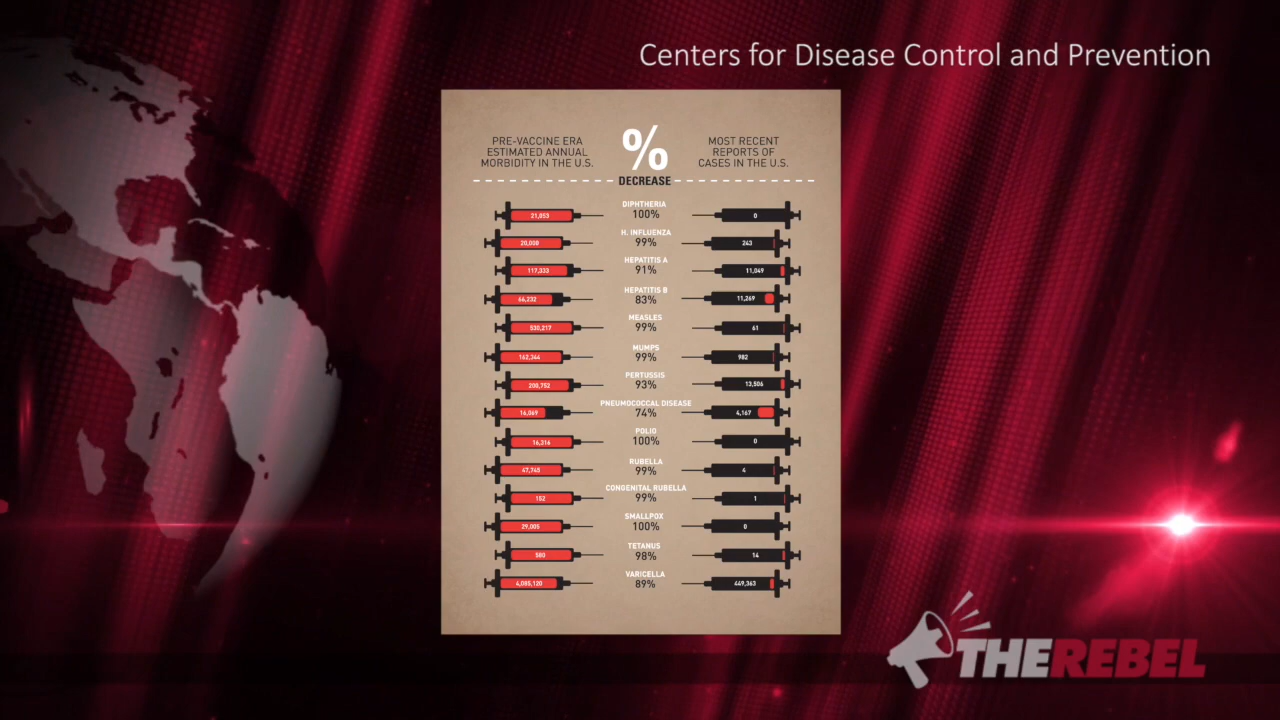 Centers for Disease Control and Prevention
PRE-VACCINE ERA
ESTIMATED ANNUAL
MORBIDITY IN THE U.S.
%
DECREASE
MOST RECENT
REPORTS OF
CASES IN THE U.S.
DIPHTHERIA
21,053 100% 0
H. INFLUENZA
20,000 99% 243
HEPATITIS A
117,333 91% 11,049
HEPATITIS B
66,232 83% 11,269
MEASLES
530,217 99% 61
MUMPS
162,344 99% 982
PERTUSSIS
200,752 93% 13,506
PNEUMOCOCCAL DISEASE
16,069 74% 4,167
POLIO
16,316 100% 0
RUBELLA
47,745 99% 4
CONGENITAL RUBELLA
152 99% 1
SMALLPOX
29,005 100% 0
TETANUS
580 98% 14
VARICELLA
4,085,120 89% 449,363
THEREBEL